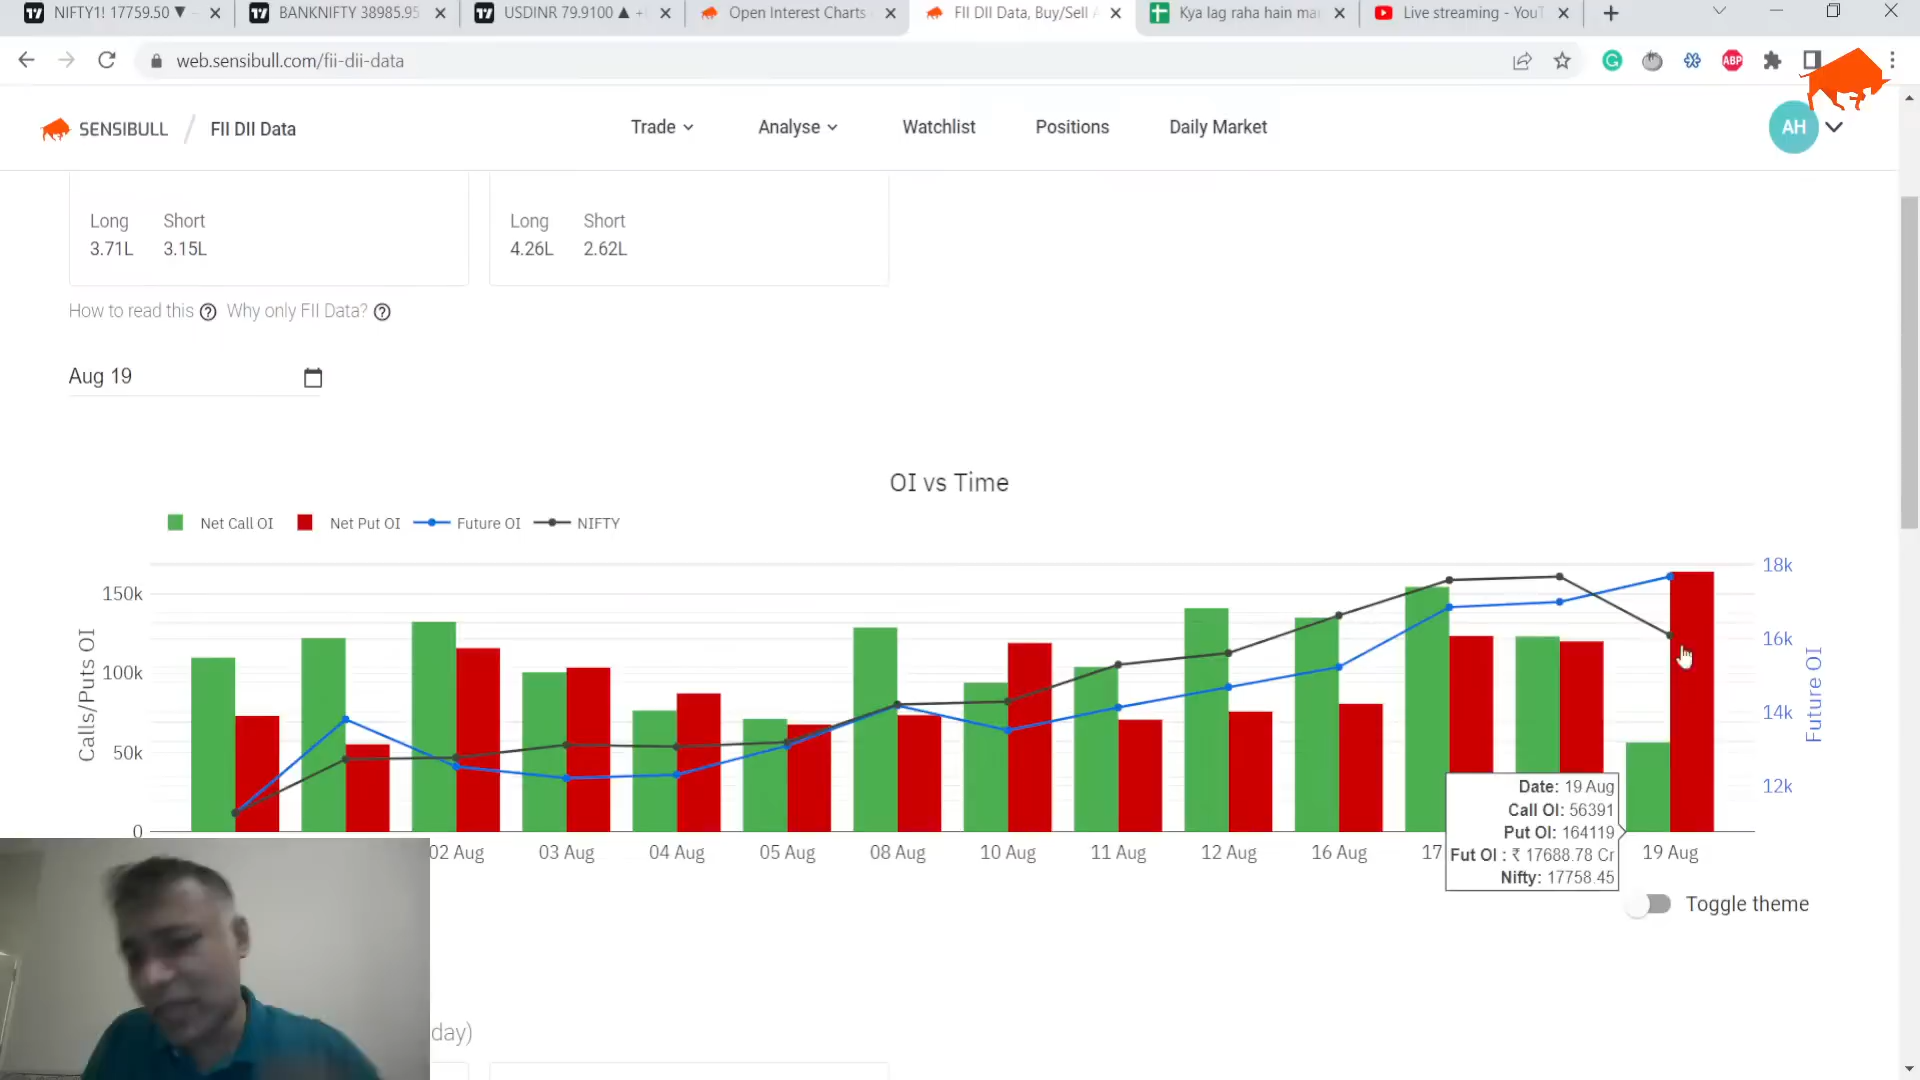 NIFTY1! 17759.50 ▼
BANKNIFTY 38985.95
USDINR 79.9100 ▲
Open Interest Charts
FII DII Data, Buy/Sell
Kya lag raha hain ma
Live streaming - You
web.sensibull.com/fii-dii-data
ABP
SENSIBULL / FII DII Data
Trade
Analyse
Watchlist
Positions
Daily Market
AH
Long Short
3.71L 3.15L
Long Short
4.26L 2.62L
How to read this ? Why only FII Data? ?
Aug 19
OI vs Time
Net Call OI Net Put OI Future OI NIFTY
Calls/Puts OI
150k
100k
50k
0
18k
16k
14k
12k
Future OI
02 Aug 03 Aug 04 Aug 05 Aug 08 Aug 10 Aug 11 Aug 12 Aug 16 Aug 17 19 Aug
Date: 19 Aug
Call OI: 56391
Put OI: 164119
Fut OI : ₹ 17688.78 Cr
Nifty: 17758.45
Toggle theme
day)